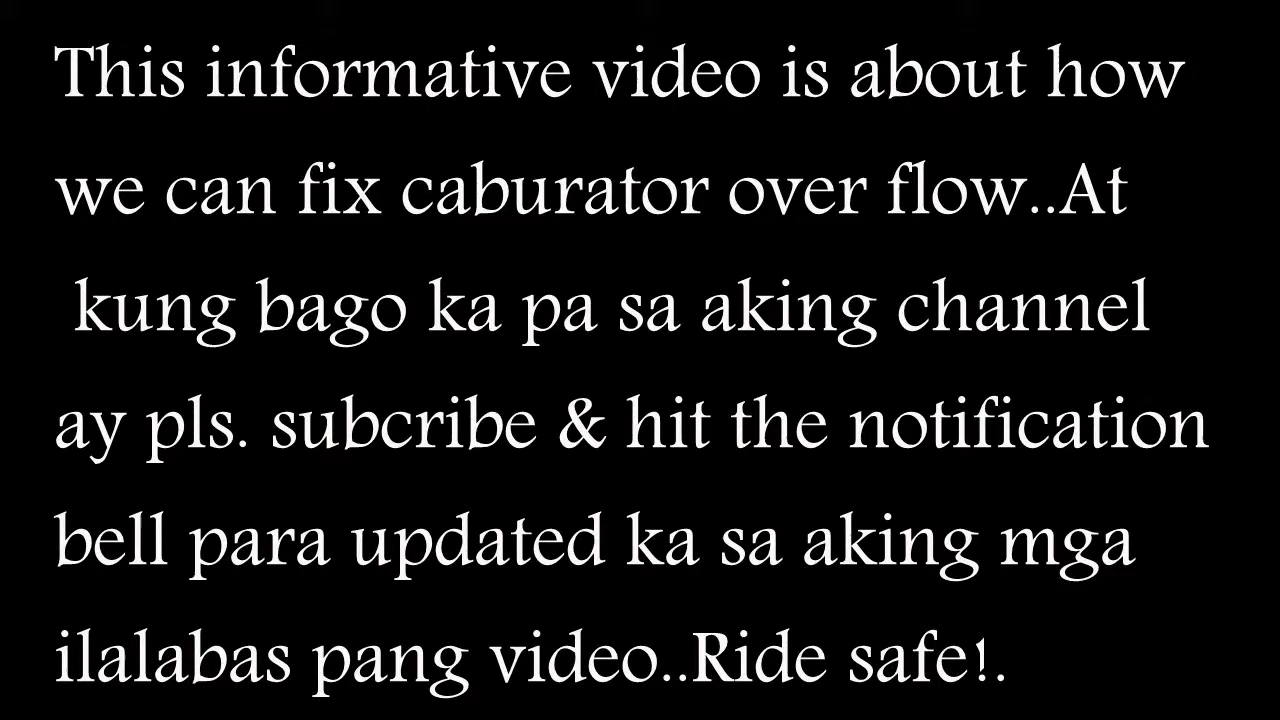 This informative video is about how
we can fix caburator over flow..At
kung bago ka pa sa aking channel
ay pls. subcribe & hit the notification
bell para updated ka sa aking mga
ilalabas pang video..Ride safe!.